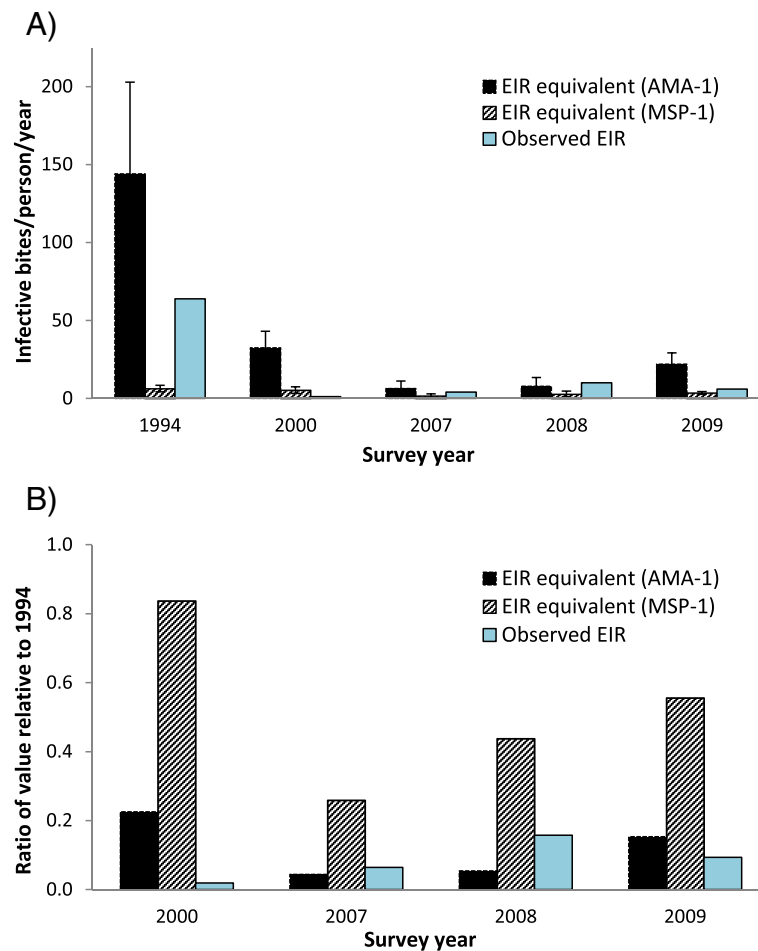 A)
200
150
100
50
0
Infective bites/person/year
EIR equivalent (AMA-1)
EIR equivalent (MSP-1)
Observed EIR
1994 2000 2007 2008 2009
Survey year
B)
1.0
0.8
0.6
0.4
0.2
0.0
Ratio of value relative to 1994
EIR equivalent (AMA-1)
EIR equivalent (MSP-1)
Observed EIR
2000 2007 2008 2009
Survey year